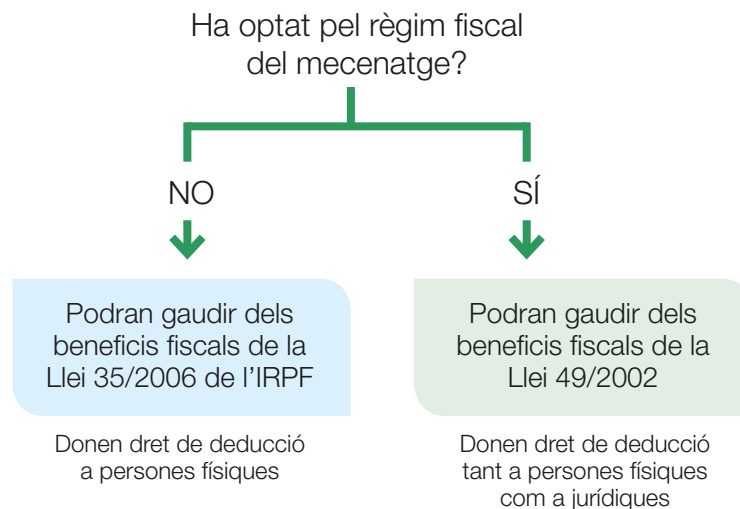 Ha optat pel règim fiscal
del mecenatge?
NO
SÍ
Podran gaudir dels
beneficis fiscals de la
Llei 35/2006 de l’IRPF
Podran gaudir dels
beneficis fiscals de la
Llei 49/2002
Donen dret de deducció
a persones físiques
Donen dret de deducció
tant a persones físiques
com a jurídiques